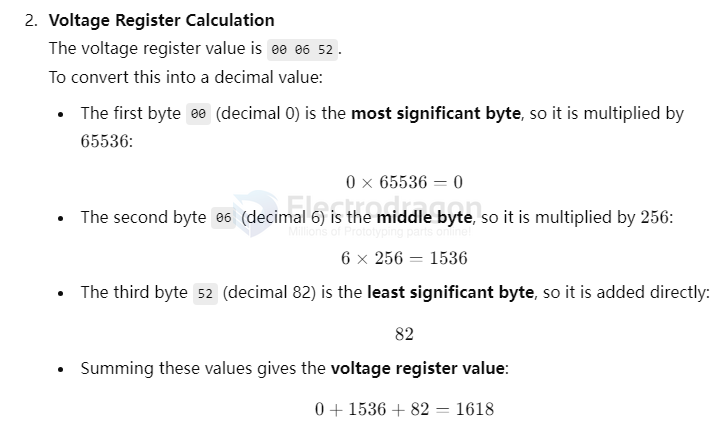 2. Voltage Register Calculation
The voltage register value is 00 06 52 .
To convert this into a decimal value:
• The first byte 00 (decimal 0) is the most significant byte, so it is multiplied by
65536:
0 × 65536 = 0
Electrodragon
• The second byte 06 (decimal 6) is the middle byte, so it is multiplied by 256:
Millions of Prototyping parts online!
6 × 256 = 1536
• The third byte 52 (decimal 82) is the least significant byte, so it is added directly:
82
• Summing these values gives the voltage register value:
0 + 1536 + 82 = 1618